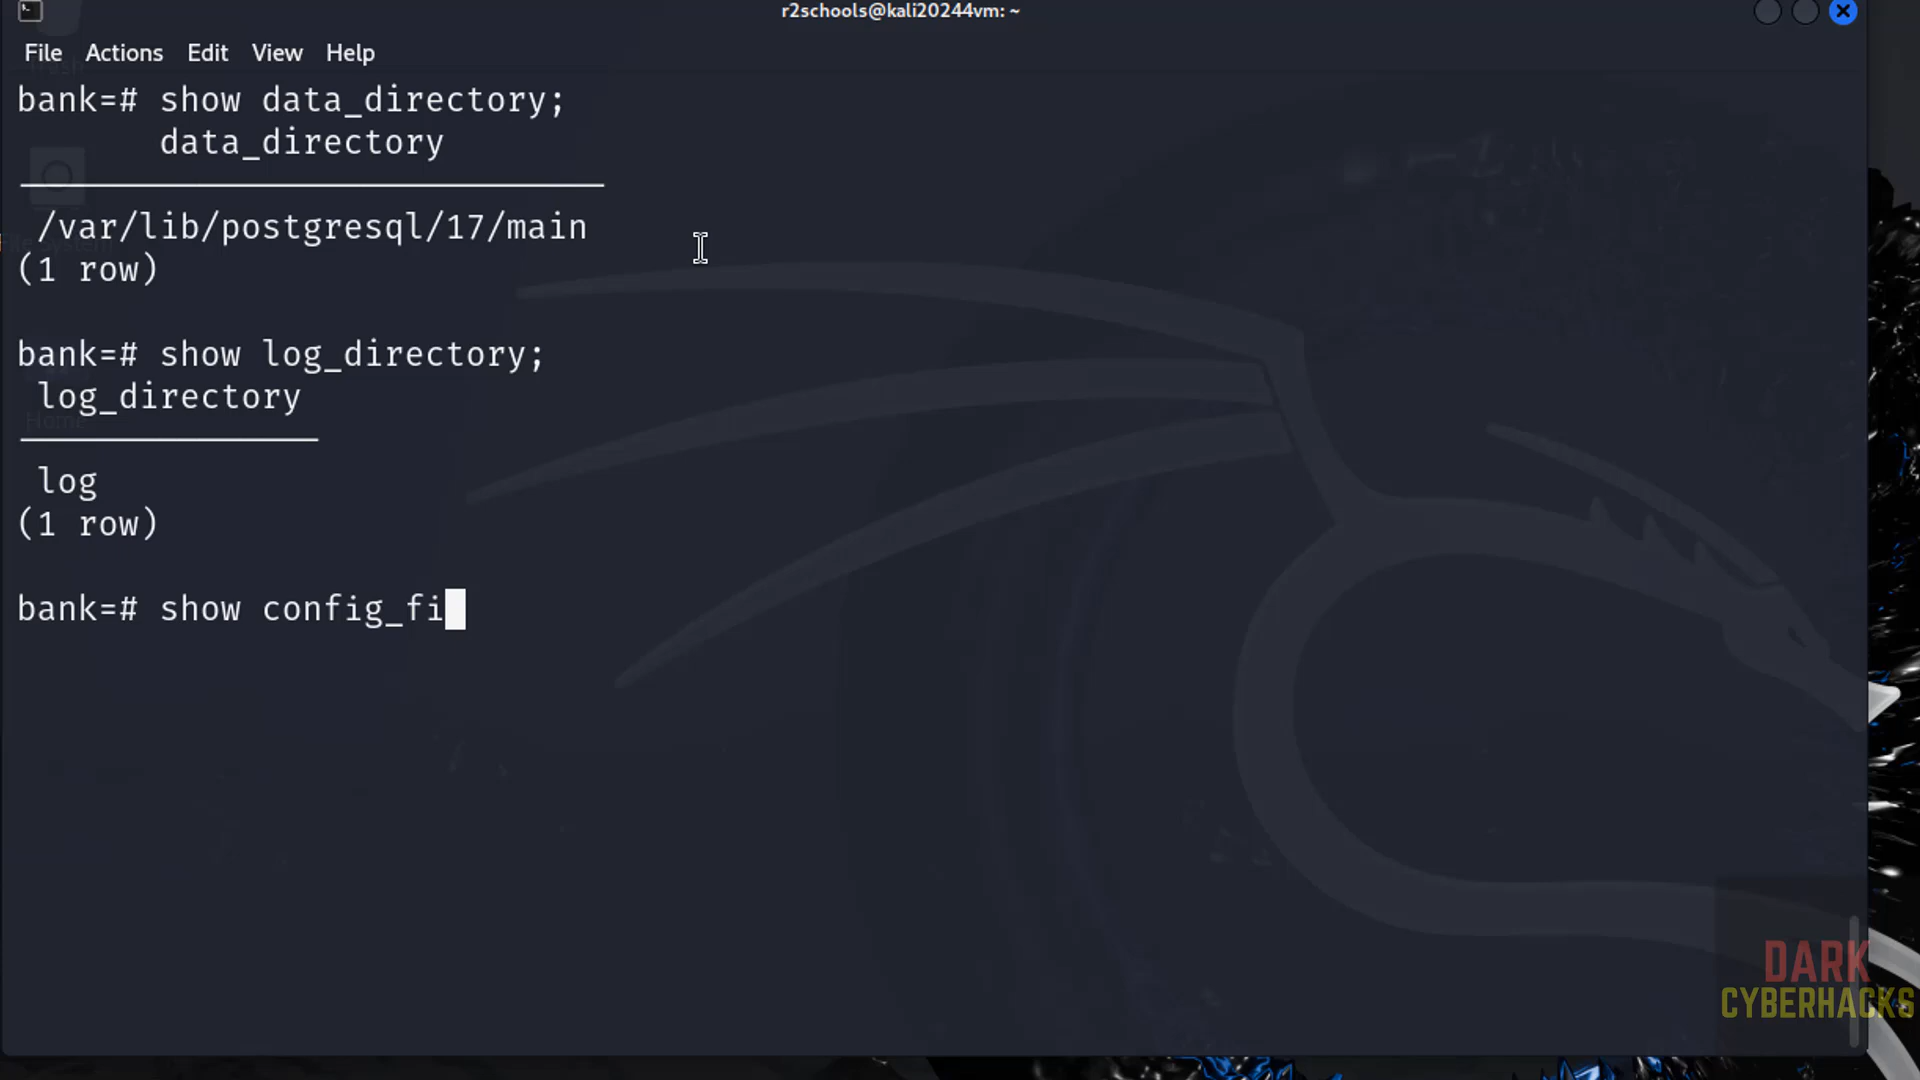 r2schools@kali20244vm: ~
File Actions Edit View Help
bank=# show data_directory;
data_directory
/var/lib/postgresql/17/main
(1 row)
bank=# show log_directory;
log_directory
log
(1 row)
bank=# show config_fi
Home
DARK
CYBERHACKS